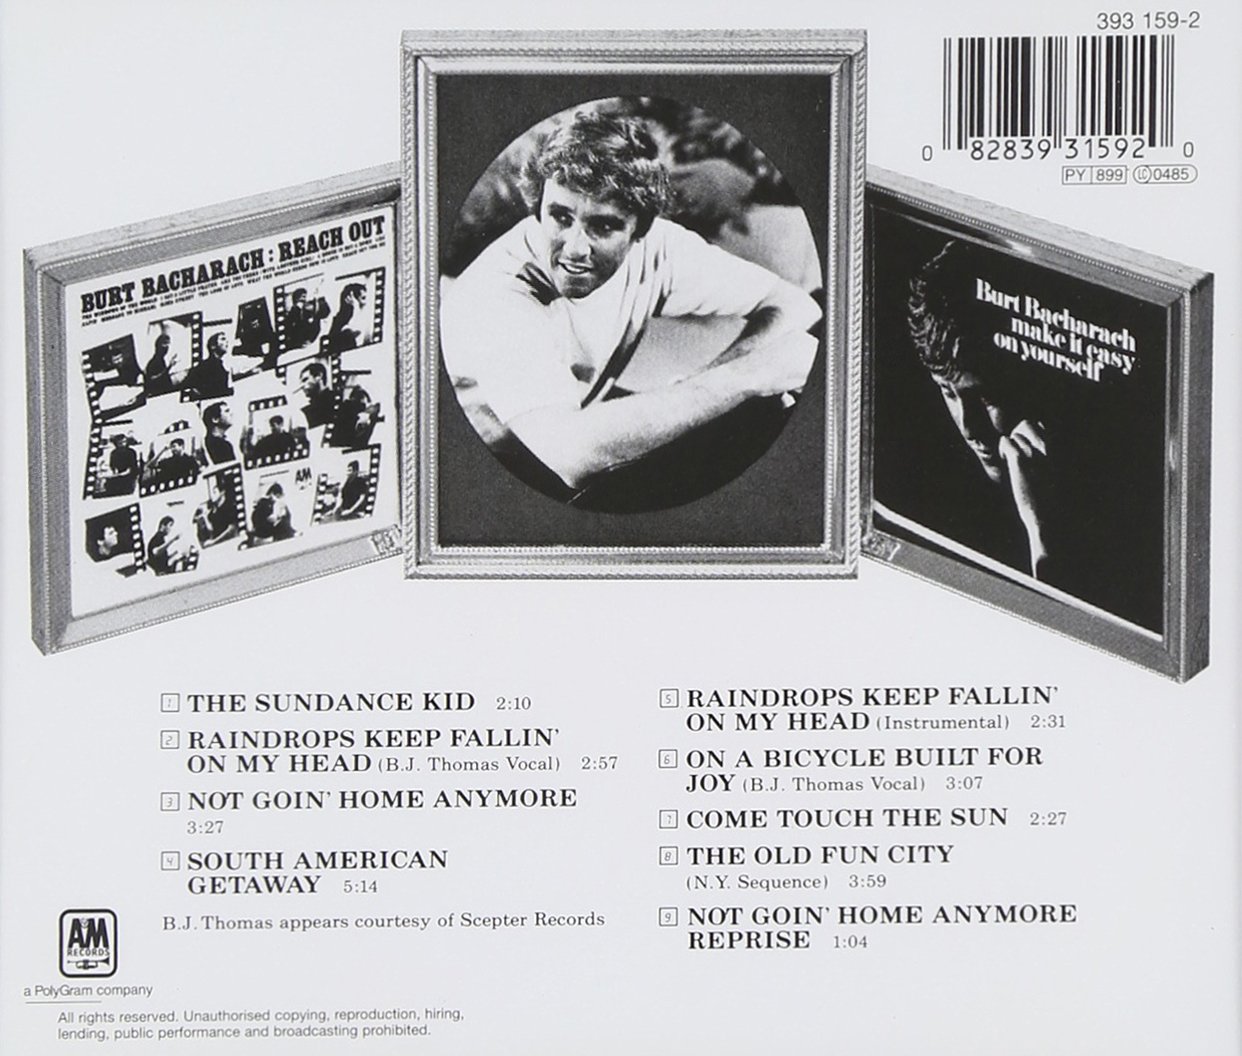 393 159-2
0 82839 31592 0
PY 899 LC 0485
BURT BACHARACH : REACH OUT
Burt Bacharach
make it easy
on yourself
AM
1 THE SUNDANCE KID 2:10
2 RAINDROPS KEEP FALLIN'
ON MY HEAD (B.J. Thomas Vocal) 2:57
3 NOT GOIN' HOME ANYMORE
3:27
4 SOUTH AMERICAN
GETAWAY 5:14
B.J. Thomas appears courtesy of Scepter Records
5 RAINDROPS KEEP FALLIN'
ON MY HEAD (Instrumental) 2:31
6 ON A BICYCLE BUILT FOR
JOY (B.J. Thomas Vocal) 3:07
7 COME TOUCH THE SUN 2:27
8 THE OLD FUN CITY
(N.Y. Sequence) 3:59
9 NOT GOIN' HOME ANYMORE
REPRISE 1:04
A&M
RECORDS
a PolyGram company
All rights reserved. Unauthorised copying, reproduction, hiring,
lending, public performance and broadcasting prohibited.